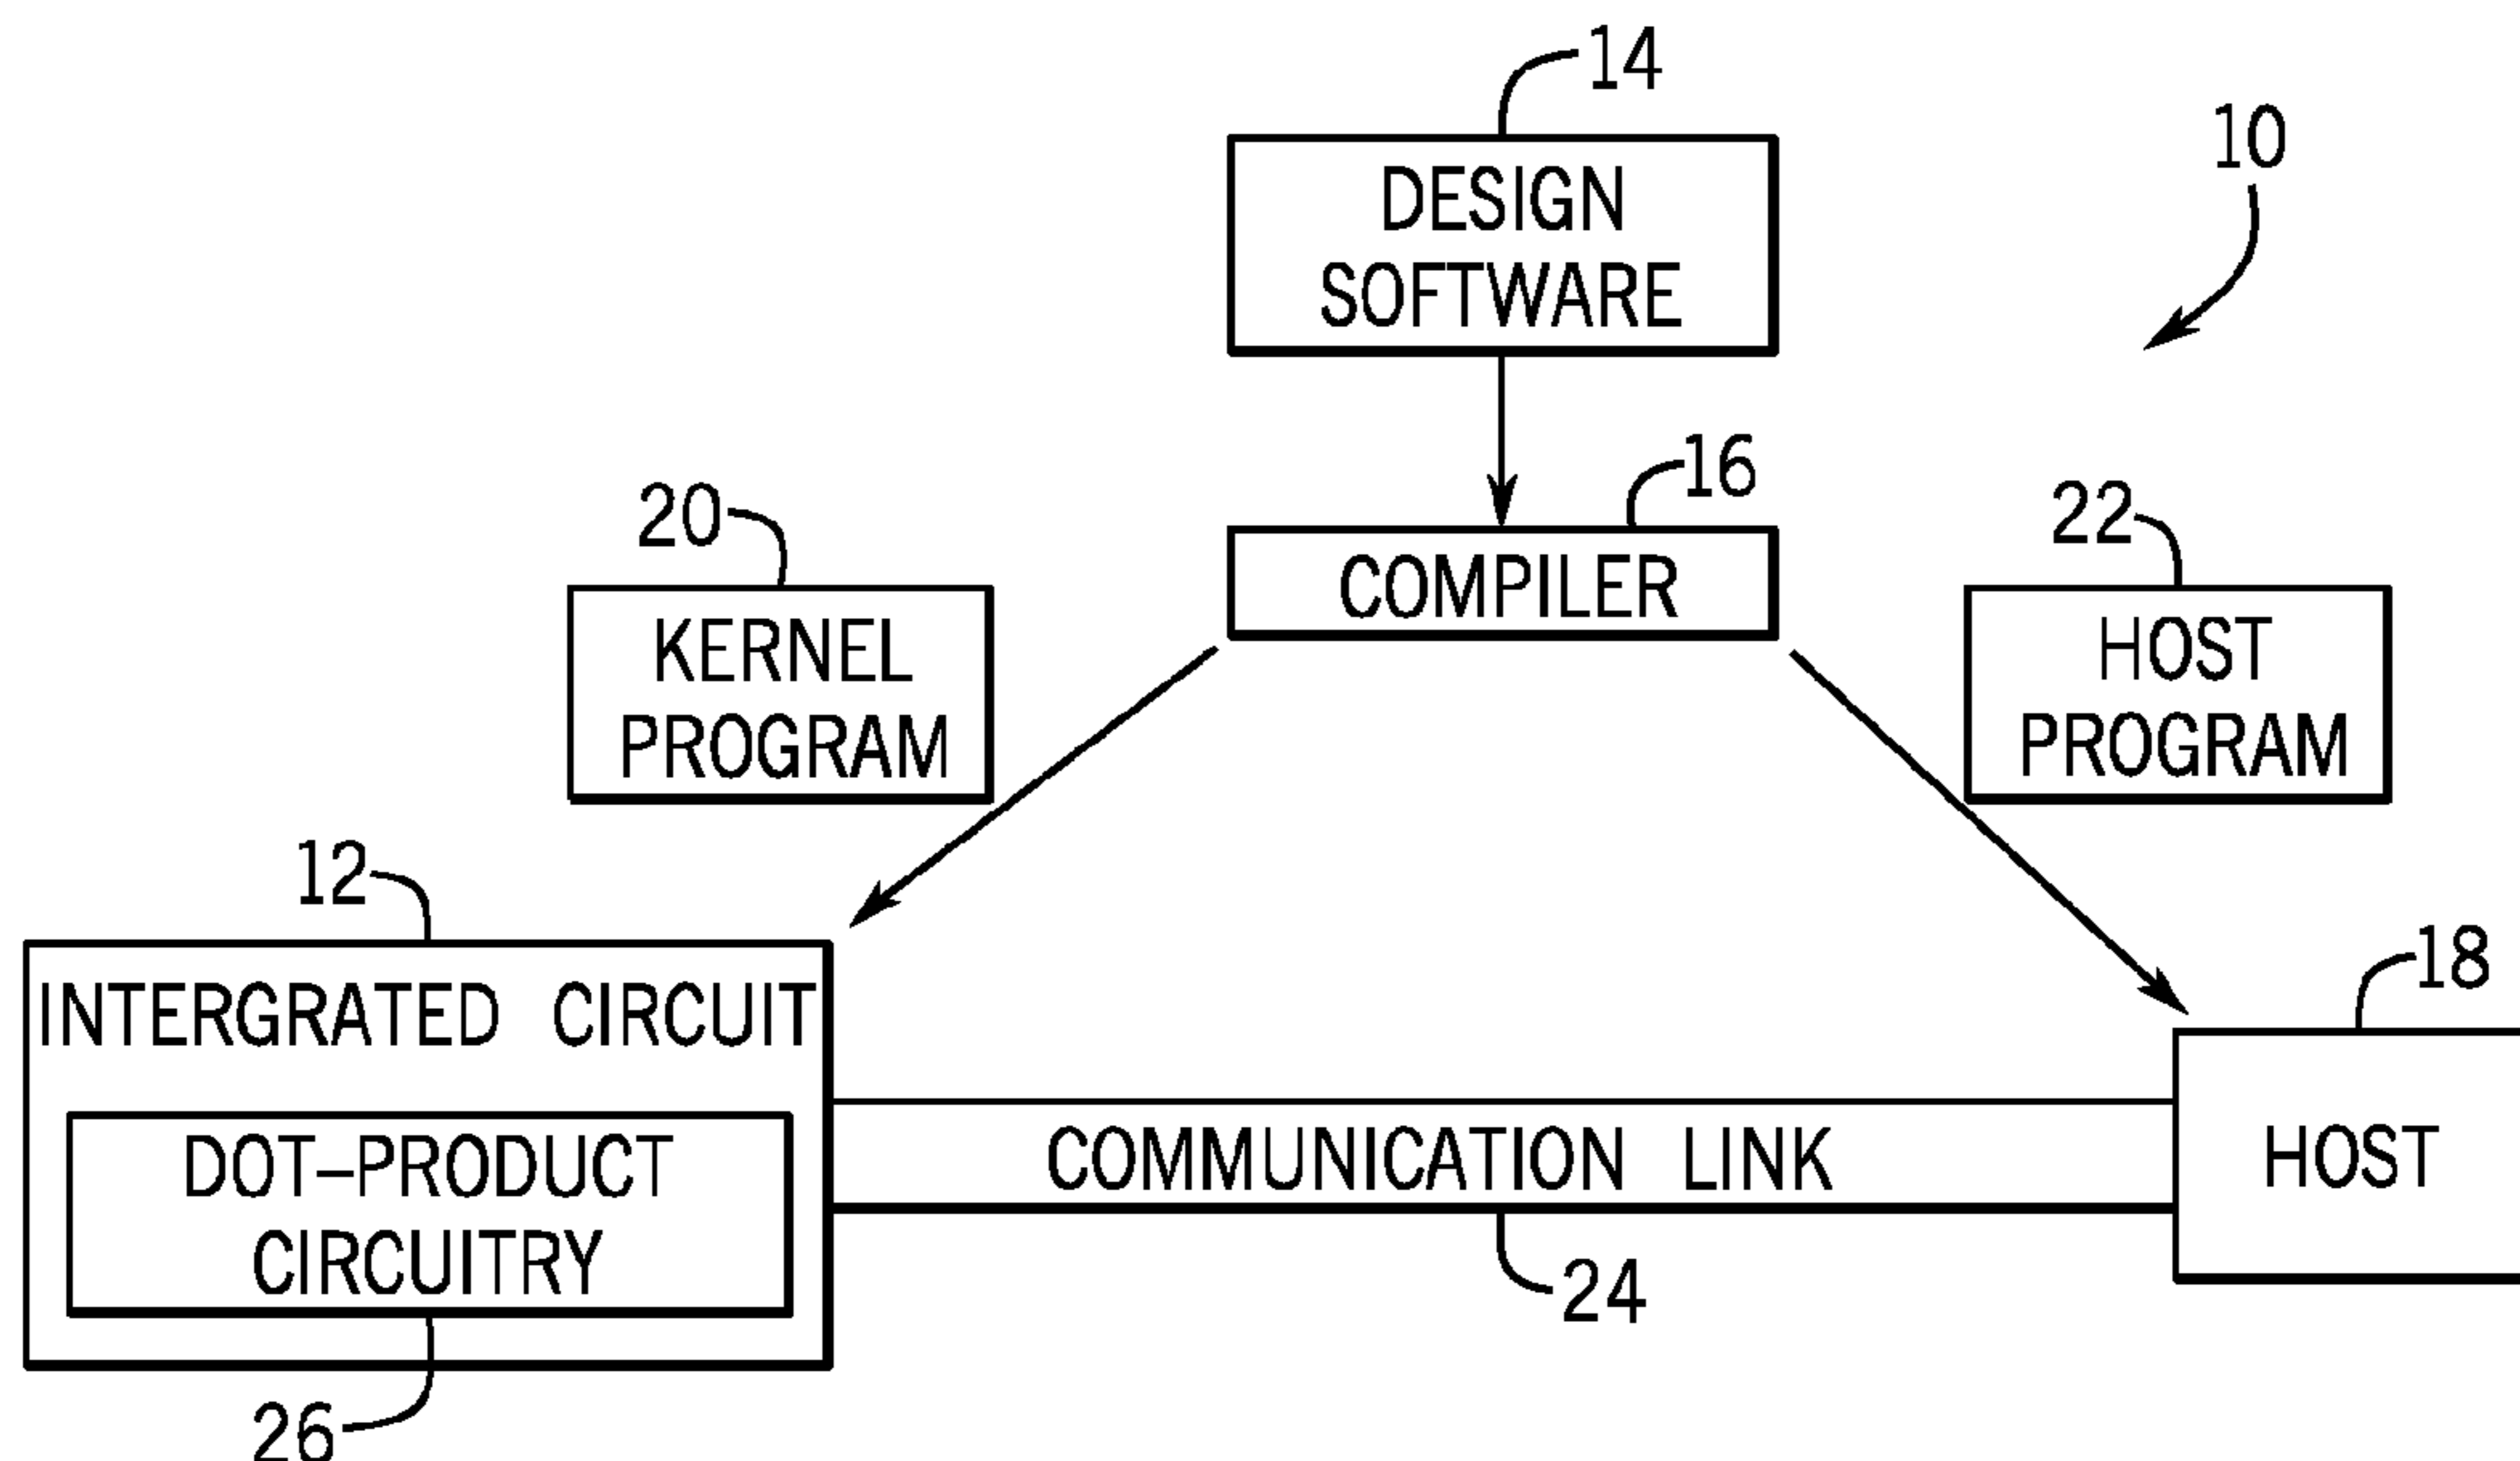 14
10
DESIGN
SOFTWARE
16
20
22
COMPILER
KERNEL
PROGRAM
HOST
PROGRAM
12
18
INTERGRATED CIRCUIT
DOT-PRODUCT
CIRCUITRY
COMMUNICATION LINK
HOST
24
26